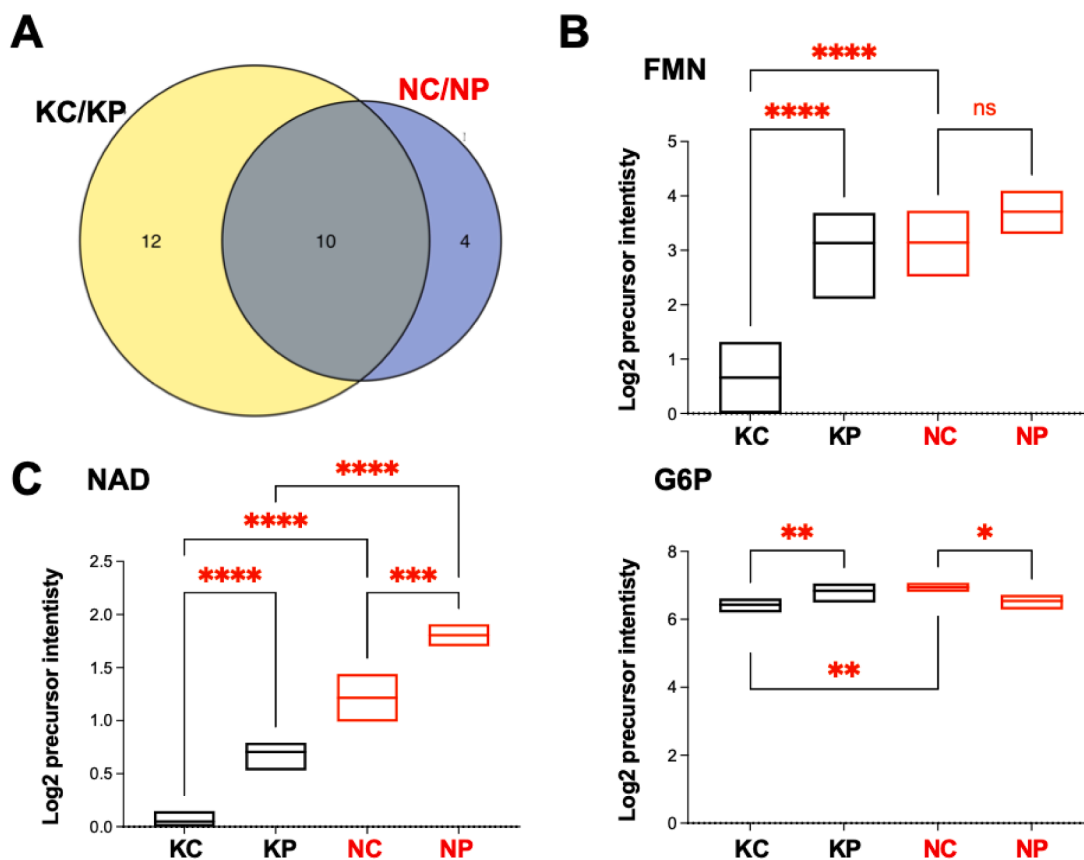 A
KC/KP
NC/NP
12
10
4
B
FMN
****
****
ns
Log2 precursor intentisty
5
4
3
2
1
0
KC KP NC NP
C
NAD
****
****
****
***
Log2 precursor intentisty
2.5
2.0
1.5
1.0
0.5
0.0
KC KP NC NP
G6P
**
*
**
Log2 precursor intentisty
8
6
4
2
0
KC KP NC NP